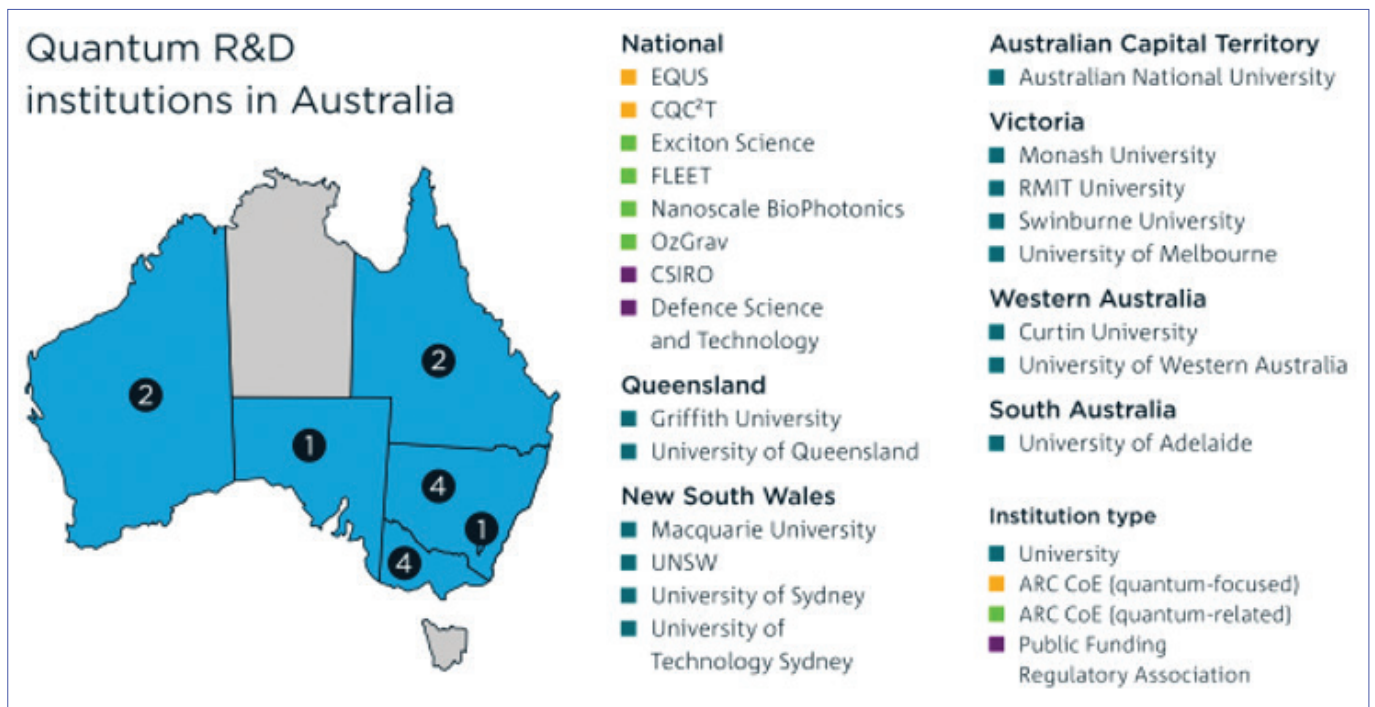 Quantum R&D
institutions in Australia
2
2
1
4
1
4
National
EQUS
CQC²T
Exciton Science
FLEET
Nanoscale BioPhotonics
OzGrav
CSIRO
Defence Science
and Technology
Queensland
Griffith University
University of Queensland
New South Wales
Macquarie University
UNSW
University of Sydney
University of
Technology Sydney
Australian Capital Territory
Australian National University
Victoria
Monash University
RMIT University
Swinburne University
University of Melbourne
Western Australia
Curtin University
University of Western Australia
South Australia
University of Adelaide
Institution type
University
ARC CoE (quantum-focused)
ARC CoE (quantum-related)
Public Funding
Regulatory Association